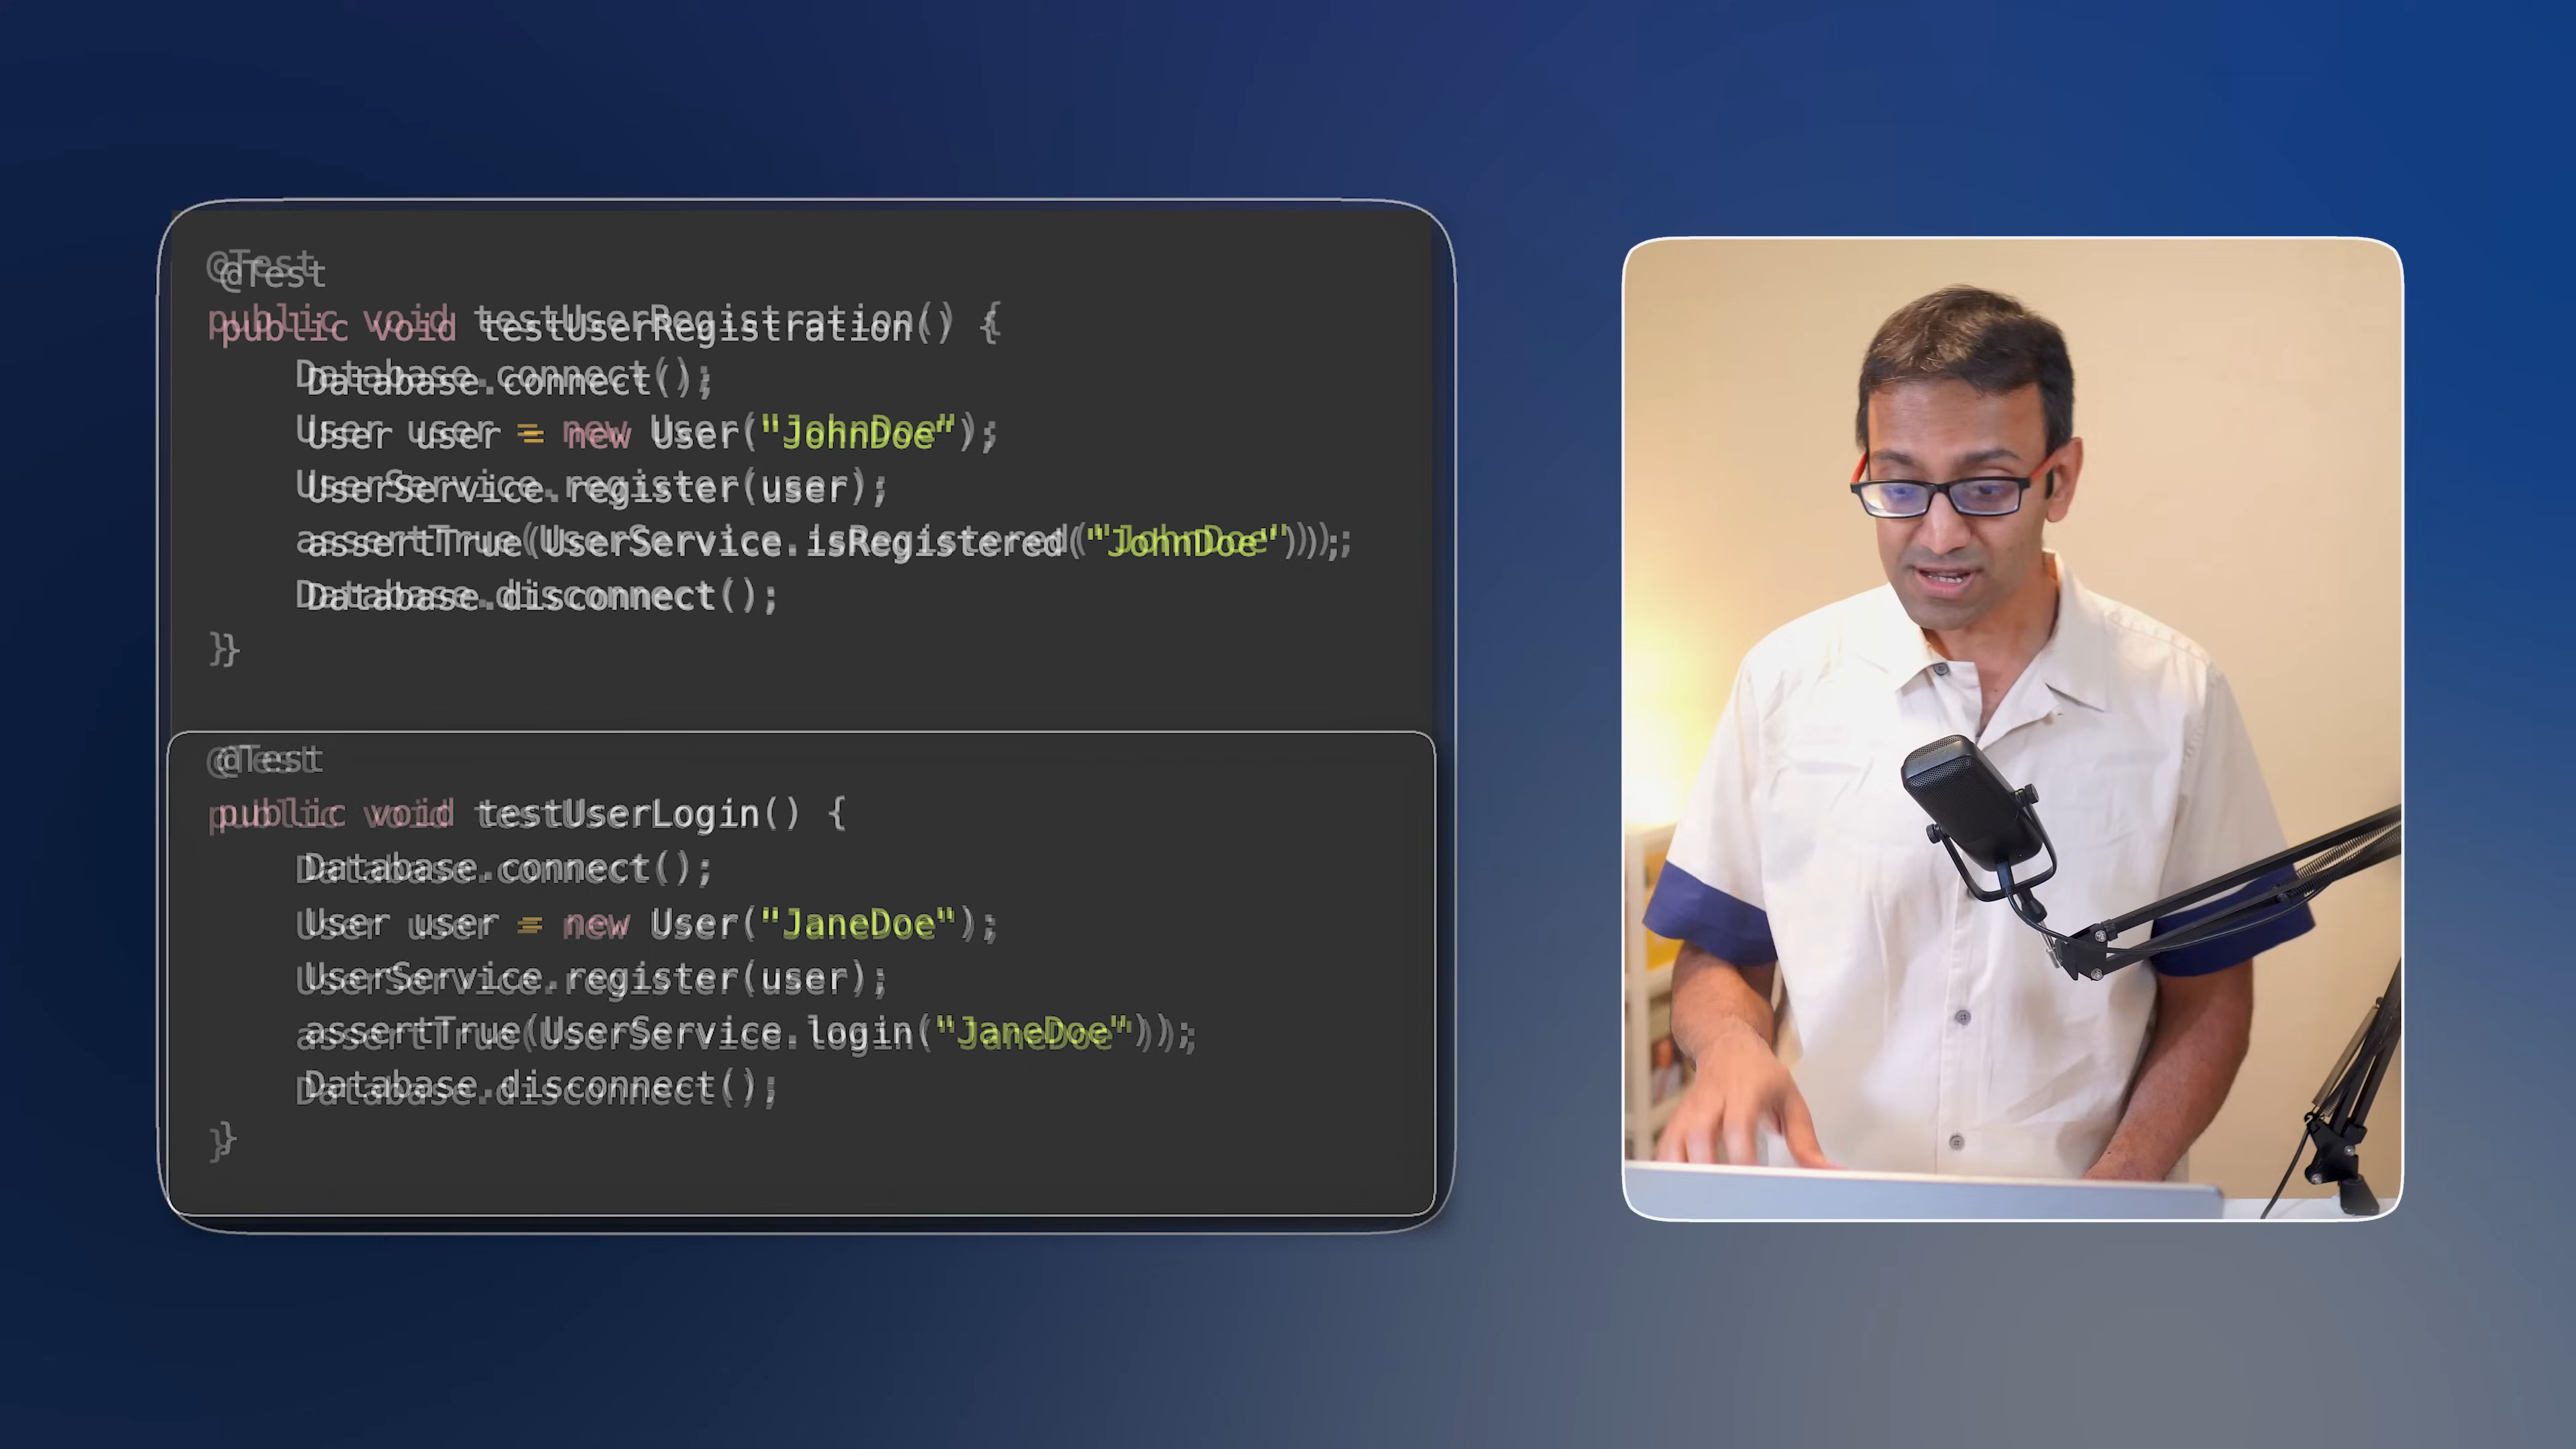 @Test
public void testUserRegistration() {
Database.connect();
User user = new User("JohnDoe");
UserService.register(user);
assertTrue(UserService.isRegistered("JohnDoe"));
Database.disconnect();
}
@Test
public void testUserLogin() {
Database.connect();
User user = new User("JaneDoe");
UserService.register(user);
assertTrue(UserService.login("JaneDoe"));
Database.disconnect();
}